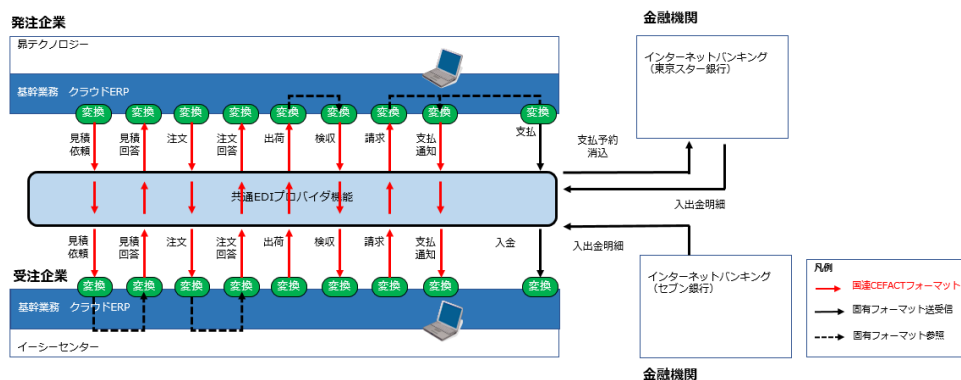 発注企業
昴テクノロジー
基幹業務 クラウドERP
変換 変換 変換 変換 変換 変換 変換 変換 変換
見積
依頼
見積
回答
注文
注文
回答
出荷
検収
請求
支払
通知
支払
共通EDIプロバイダ機能
見積
依頼
見積
回答
注文
注文
回答
出荷
検収
請求
支払
通知
入金
受注企業
変換 変換 変換 変換 変換 変換 変換 変換 変換
基幹業務 クラウドERP
イーシーセンター
金融機関
インターネットバンキング
(東京スター銀行)
支払予約
消込
入出金明細
入出金明細
インターネットバンキング
(セブン銀行)
金融機関
凡例
国連CEFACTフォーマット
固有フォーマット送受信
固有フォーマット参照